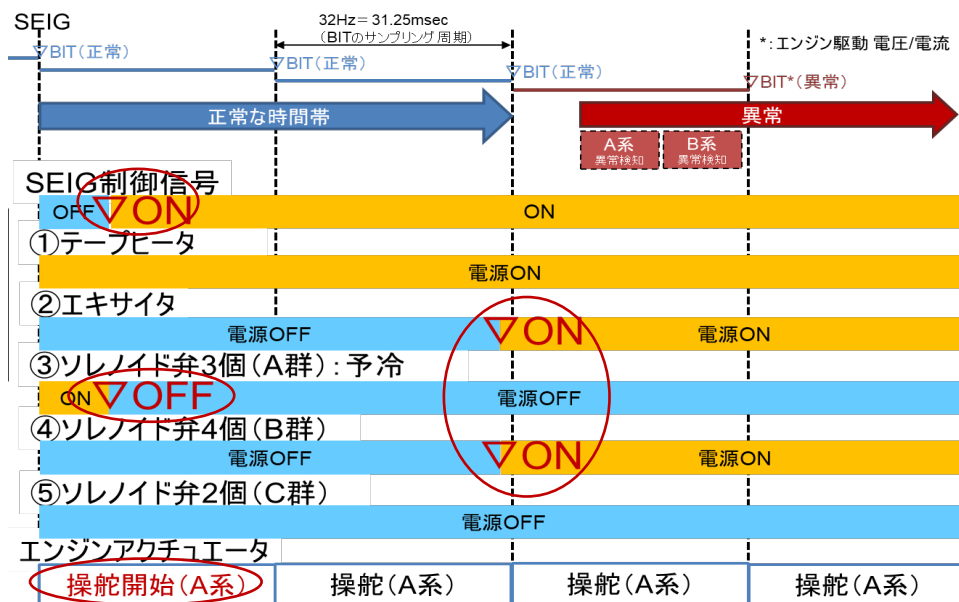 SEIG
32Hz＝31.25msec
（BITのサンプリング周期）
*：エンジン駆動 電圧/電流
▽BIT（正常）
▽BIT（正常）
▽BIT（正常）
▽BIT*（異常）
正常な時間帯
異常
A系
異常検知
B系
異常検知
SEIG制御信号
OFF ▽ON ON
①テープヒータ
電源ON
②エキサイタ
電源OFF ▽ON 電源ON
③ソレノイド弁3個（A群）：予冷
ON ▽OFF 電源OFF
④ソレノイド弁4個（B群）
電源OFF ▽ON 電源ON
⑤ソレノイド弁2個（C群）
電源OFF
エンジンアクチュエータ
操舵開始（A系） 操舵（A系） 操舵（A系） 操舵（A系）